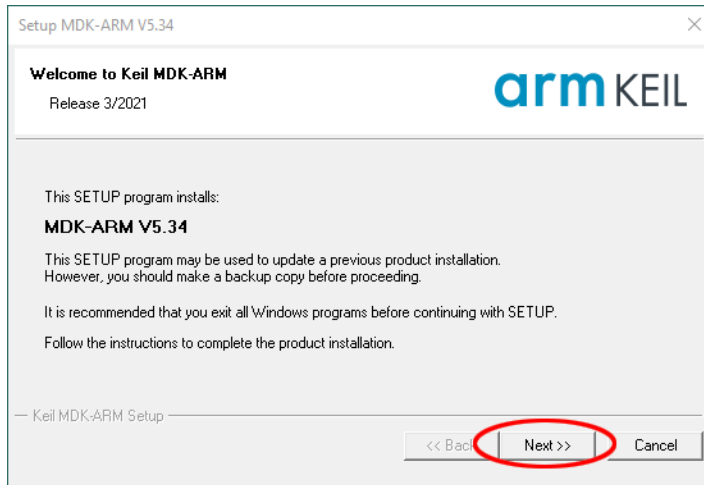 Setup MDK-ARM V5.34
Welcome to Keil MDK-ARM
Release 3/2021
arm KEIL
This SETUP program installs:
MDK-ARM V5.34
This SETUP program may be used to update a previous product installation.
However, you should make a backup copy before proceeding.
It is recommended that you exit all Windows programs before continuing with SETUP.
Follow the instructions to complete the product installation.
Keil MDK-ARM Setup
<< Back Next >> Cancel